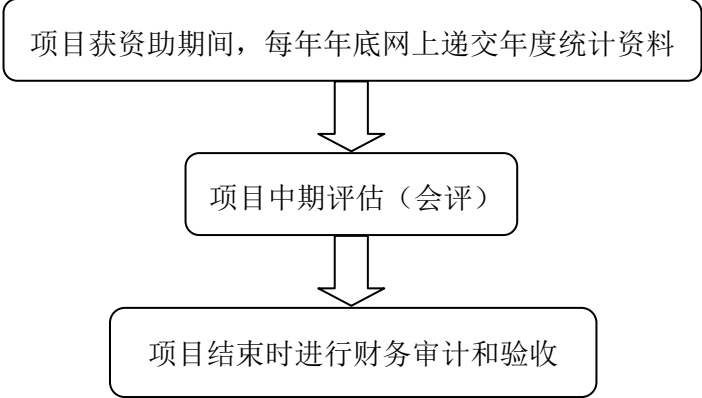 项目获资助期间，每年年底网上递交年度统计资料
项目中期评估（会评）
项目结束时进行财务审计和验收